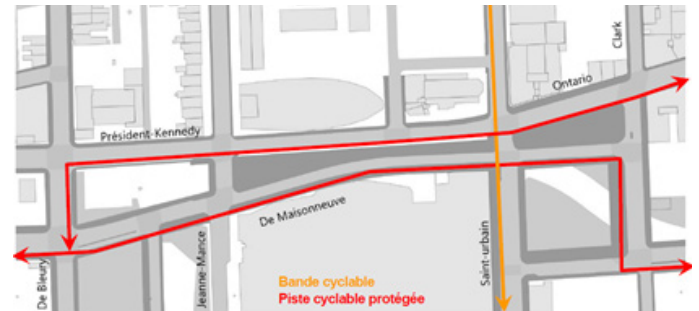 Clark
Ontario
Président-Kennedy
De Maisonneuve
De Bleury
Jeanne-Mance
Saint-urbain
Bande cyclable
Piste cyclable protégée